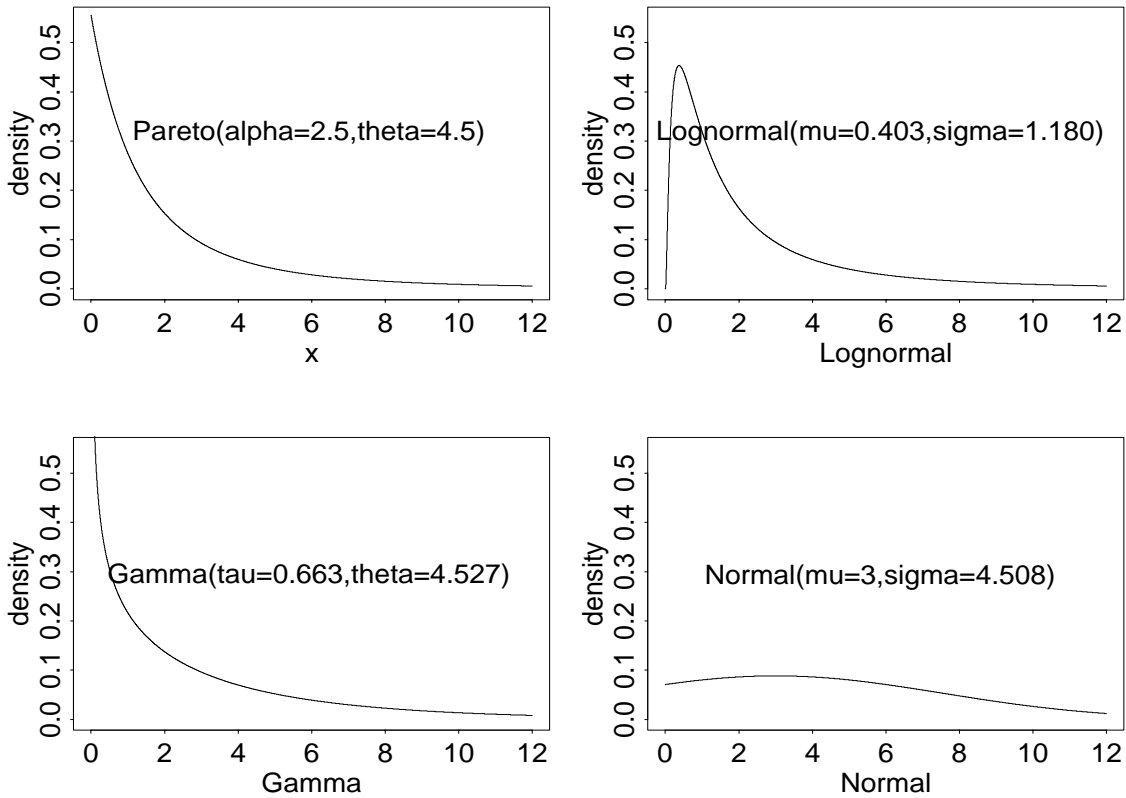 density
0.0 0.1 0.2 0.3 0.4 0.5
Pareto(alpha=2.5,theta=4.5)
0 2 4 6 8 10 12
x
density
0.0 0.1 0.2 0.3 0.4 0.5
Lognormal(mu=0.403,sigma=1.180)
0 2 4 6 8 10 12
Lognormal
density
0.0 0.1 0.2 0.3 0.4 0.5
Gamma(tau=0.663,theta=4.527)
0 2 4 6 8 10 12
Gamma
density
0.0 0.1 0.2 0.3 0.4 0.5
Normal(mu=3,sigma=4.508)
0 2 4 6 8 10 12
Normal